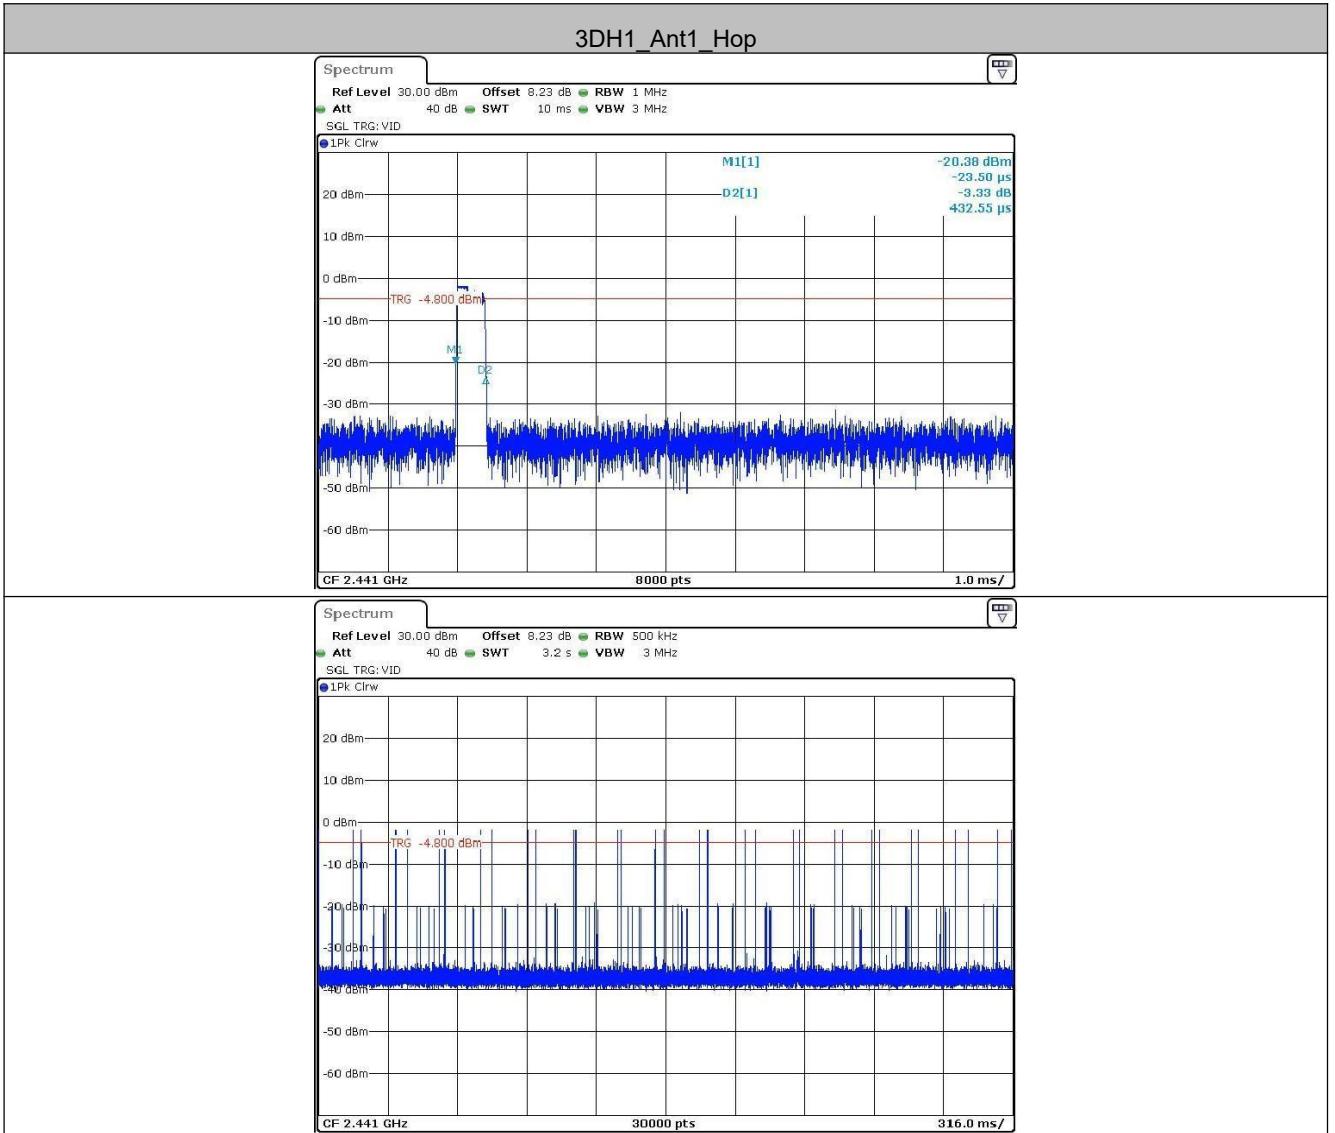 3DH1_Ant1_Hop
Spectrum
Ref Level 30.00 dBm Offset 8.23 dB RBW 1 MHz
Att 40 dB SWT 10 ms VBW 3 MHz
SGL TRG: VID
1Pk Clrw
M1[1] -20.38 dBm
-23.50 µs
20 dBm D2[1] -3.33 dB
432.55 µs
10 dBm
0 dBm
TRG -4.800 dBm
-10 dBm
M1
-20 dBm
D2
-30 dBm
-50 dBm
-60 dBm
CF 2.441 GHz 8000 pts 1.0 ms/
Spectrum
Ref Level 30.00 dBm Offset 8.23 dB RBW 500 kHz
Att 40 dB SWT 3.2 s VBW 3 MHz
SGL TRG: VID
1Pk Clrw
20 dBm
10 dBm
0 dBm
TRG -4.800 dBm
-10 dBm
-20 dBm
-30 dBm
-40 dBm
-50 dBm
-60 dBm
CF 2.441 GHz 30000 pts 316.0 ms/